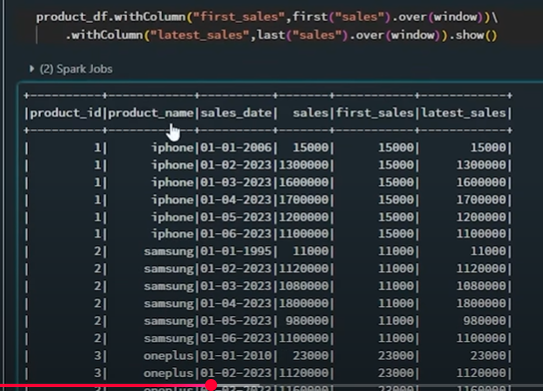 product_df.withColumn("first_sales",first("sales").over(window))\
.withColumn("latest_sales",last("sales").over(window)).show()
(2) Spark Jobs
+----------+------------+----------+-------+-----------+------------+
|product_id|product_name|sales_date|  sales|first_sales|latest_sales|
+----------+------------+----------+-------+-----------+------------+
|         1|      iphone|01-01-2006|  15000|      15000|       15000|
|         1|      iphone|01-02-2023|1300000|      15000|     1300000|
|         1|      iphone|01-03-2023|1600000|      15000|     1600000|
|         1|      iphone|01-04-2023|1700000|      15000|     1700000|
|         1|      iphone|01-05-2023|1200000|      15000|     1200000|
|         1|      iphone|01-06-2023|1100000|      15000|     1100000|
|         2|     samsung|01-01-1995|  11000|      11000|       11000|
|         2|     samsung|01-02-2023|1120000|      11000|     1120000|
|         2|     samsung|01-03-2023|1080000|      11000|     1080000|
|         2|     samsung|01-04-2023|1800000|      11000|     1800000|
|         2|     samsung|01-05-2023| 980000|      11000|      980000|
|         2|     samsung|01-06-2023|1100000|      11000|     1100000|
|         3|     oneplus|01-01-2010|  23000|      23000|       23000|
|         3|     oneplus|01-02-2023|1120000|      23000|     1120000|